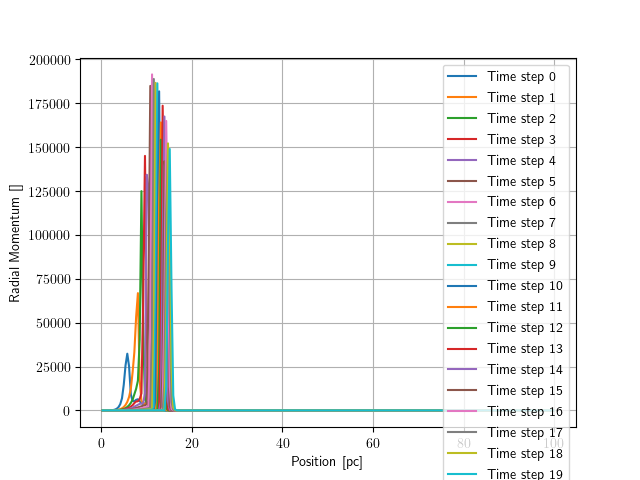 200000
175000
150000
125000
100000
75000
50000
25000
0
Radial Momentum []
0 20 40 60 80 100
Position [pc]
Time step 0
Time step 1
Time step 2
Time step 3
Time step 4
Time step 5
Time step 6
Time step 7
Time step 8
Time step 9
Time step 10
Time step 11
Time step 12
Time step 13
Time step 14
Time step 15
Time step 16
Time step 17
Time step 18
Time step 19